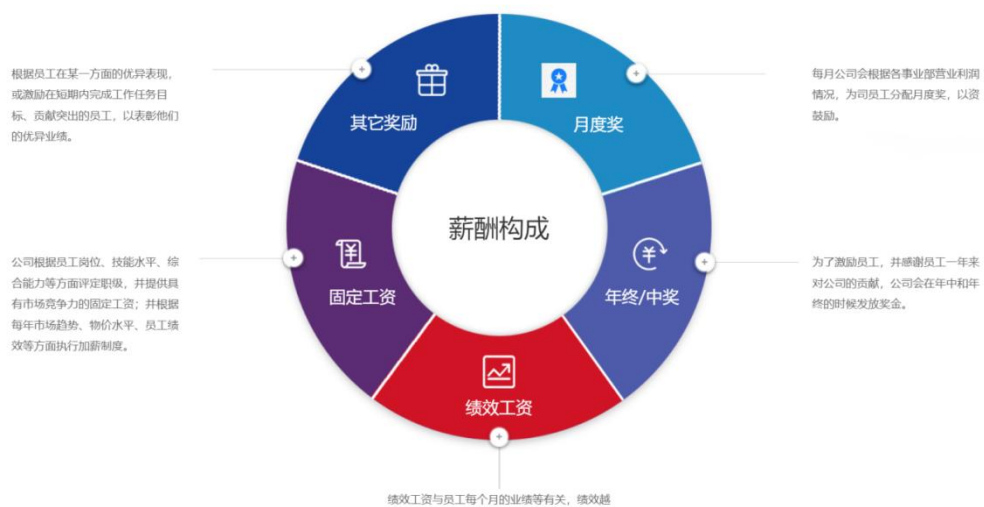 根据员工在某一方面的优异表现，
或激励在短期内完成工作任务目
标、贡献突出的员工，以表彰他们
的优异业绩。
其它奖励
月度奖
每月公司会根据各事业部营业利润
情况，为司员工分配月度奖，以资
鼓励。
薪酬构成
公司根据员工岗位、技能水平、综
合能力等方面评定职级，并提供具
有市场竞争力的固定工资；并根据
每年市场趋势、物价水平、员工绩
效等方面执行加薪制度。
固定工资
年终/中奖
为了激励员工，并感谢员工一年来
对公司的贡献，公司会在年中和年
终的时候发放奖金。
绩效工资
绩效工资与员工每个月的业绩等有关，绩效越